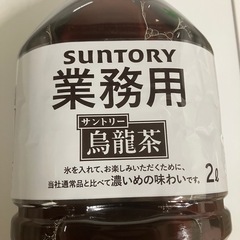 SUNTORY
業務用
サントリー
烏龍茶
氷を入れて、お楽しみいただくために、
当社通常品と比べて濃いめの味わいです。
2ℓ